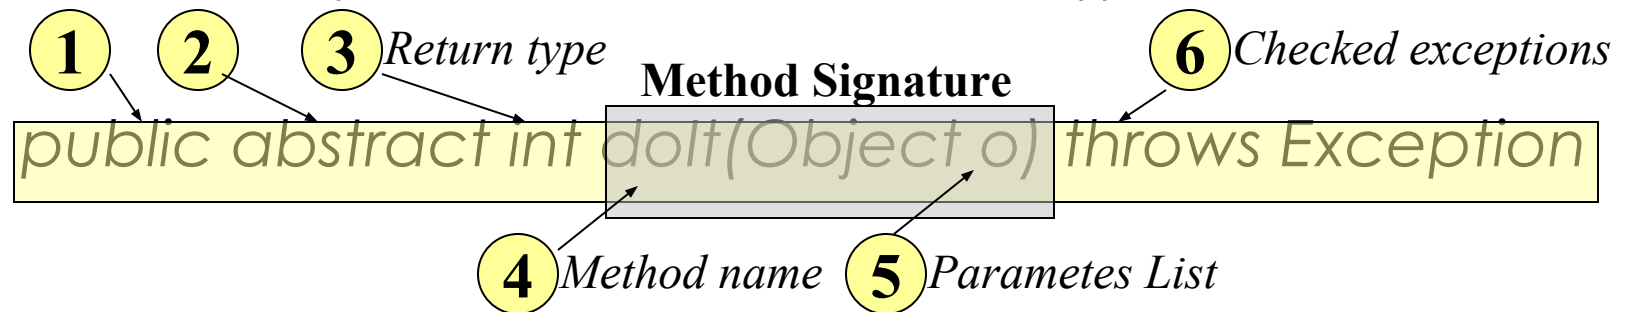 1 2 3 Return type 6 Checked exceptions
Method Signature
public abstract int doIt(Object o) throws Exception
4 Method name 5 Parametes List